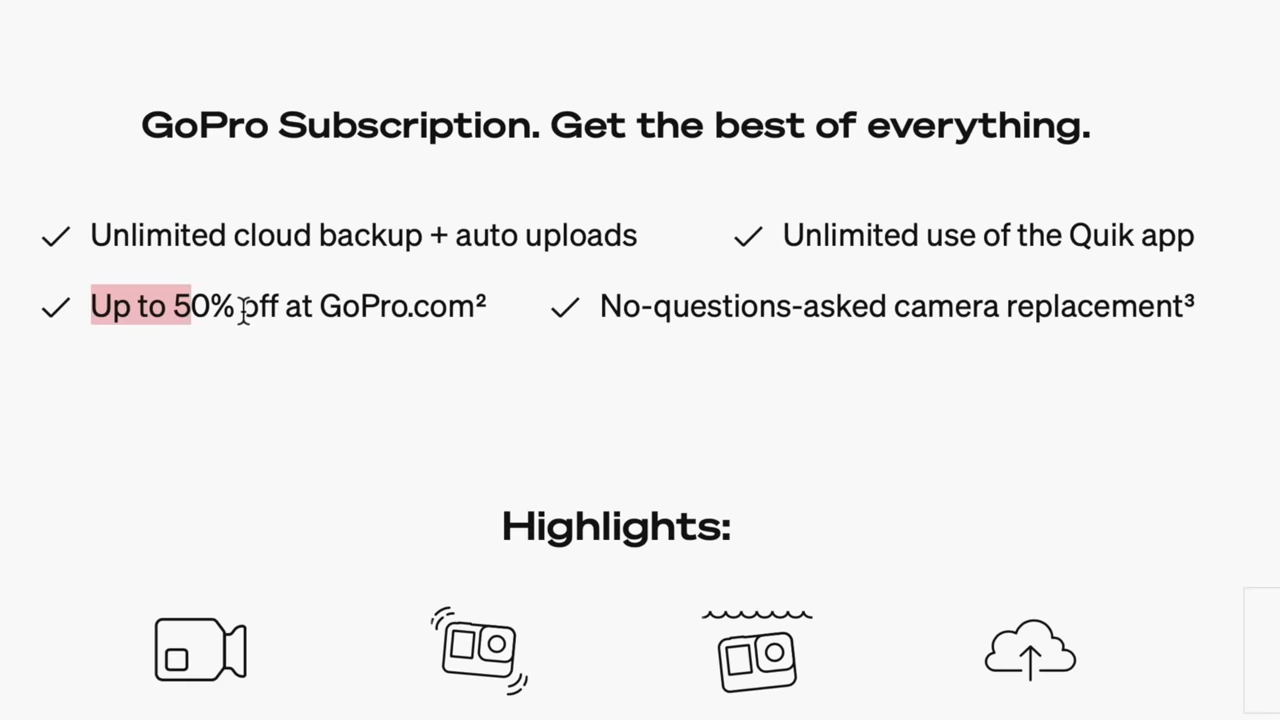 GoPro Subscription. Get the best of everything.
Unlimited cloud backup + auto uploads
Unlimited use of the Quik app
Up to 50% off at GoPro.com²
No-questions-asked camera replacement³
Highlights: